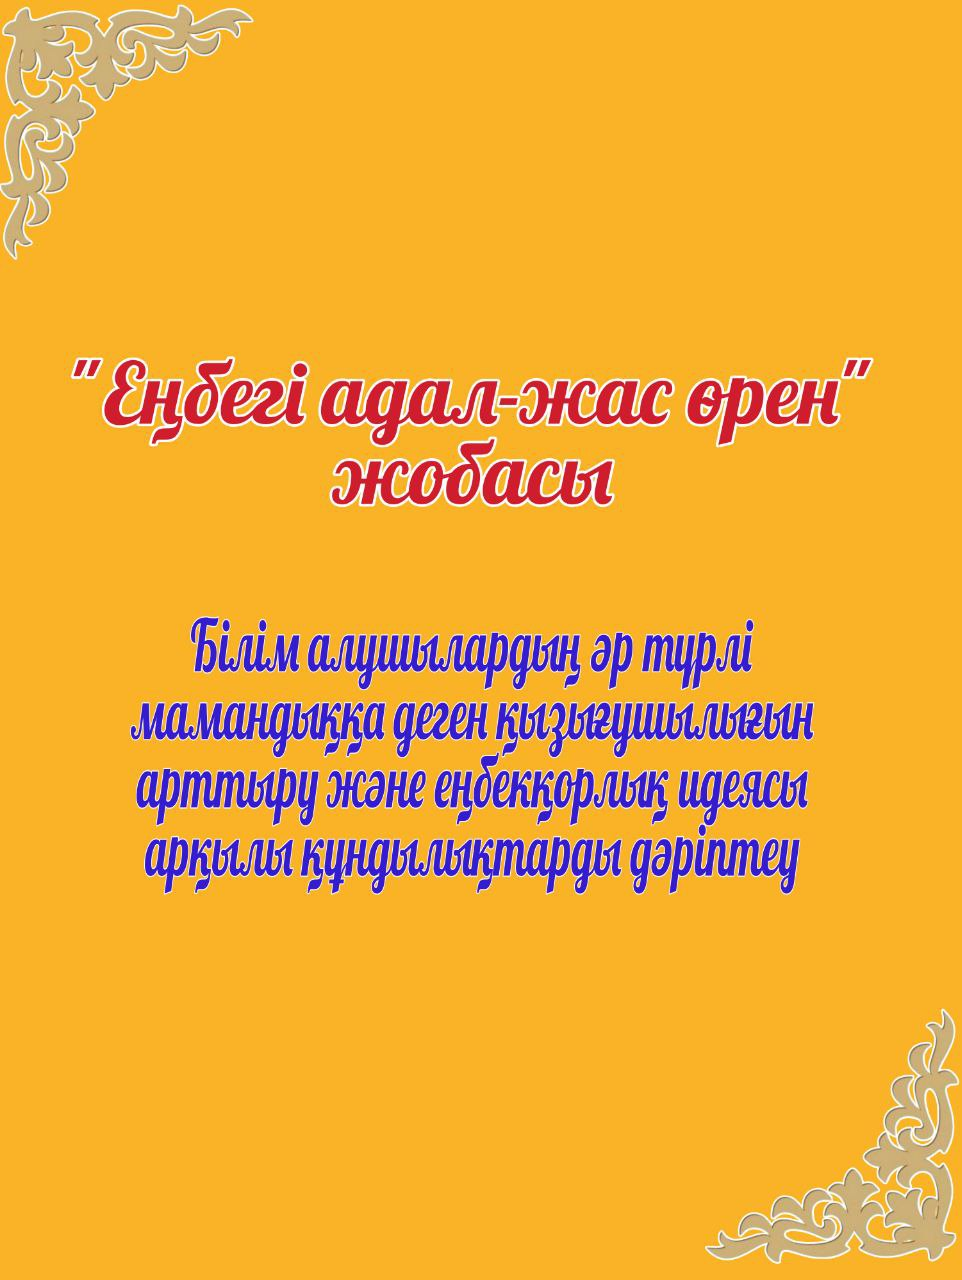 "Еңбегі адал-жас өрен"
жобасы
Білім алушылардың әр түрлі
мамандыққа деген қызығушылығын
арттыру және еңбекқорлық идеясы
арқылы құндылықтарды дәріптеу